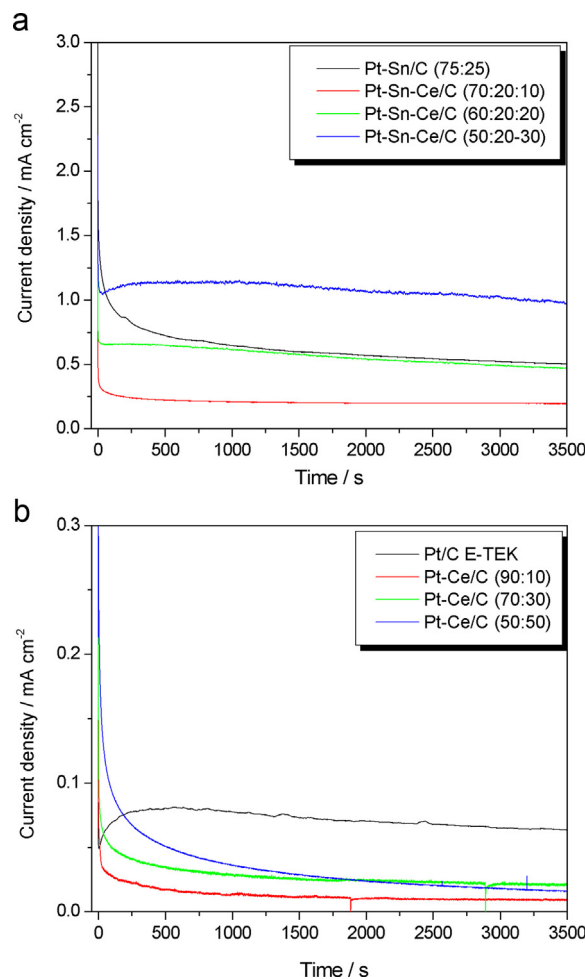 a
3.0
2.5
2.0
1.5
1.0
0.5
0.0
Current density / mA cm⁻²
Pt-Sn/C (75:25)
Pt-Sn-Ce/C (70:20:10)
Pt-Sn-Ce/C (60:20:20)
Pt-Sn-Ce/C (50:20-30)
0 500 1000 1500 2000 2500 3000 3500
Time / s
b
0.3
0.2
0.1
0.0
Current density / mA cm⁻²
Pt/C E-TEK
Pt-Ce/C (90:10)
Pt-Ce/C (70:30)
Pt-Ce/C (50:50)
0 500 1000 1500 2000 2500 3000 3500
Time / s